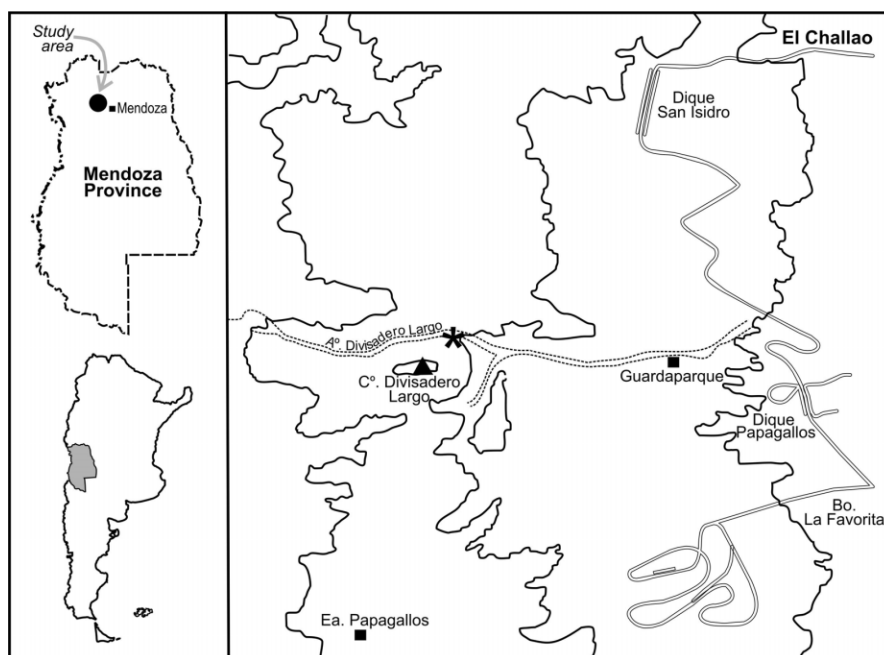 Study
area
Mendoza
Mendoza
Province
El Challao
Dique
San Isidro
Aº. Divisadero Largo
Cº. Divisadero
Largo
Guardaparque
Dique
Papagallos
Bo.
La Favorita
Ea. Papagallos